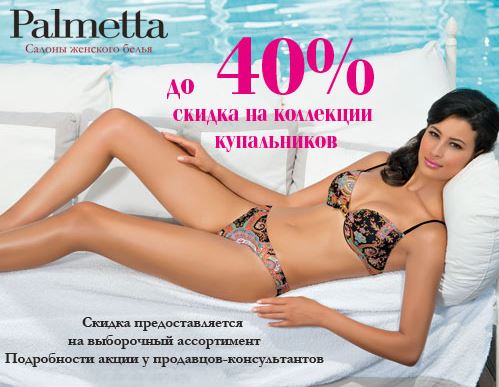 Palmetta
Салоны женского белья
до 40%
скидка на коллекции
купальников
Скидка предоставляется
на выборочный ассортимент
Подробности акции у продавцов-консультантов